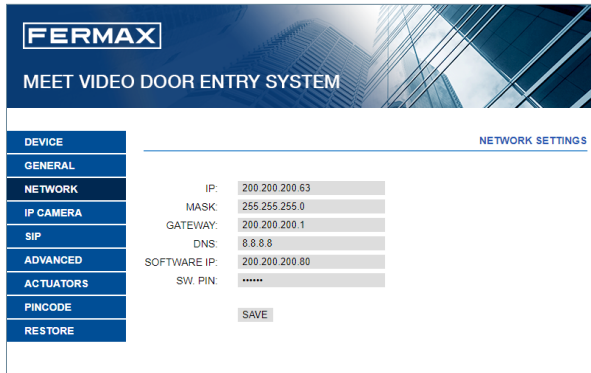 FERMAX
MEET VIDEO DOOR ENTRY SYSTEM
DEVICE
GENERAL
NETWORK
IP CAMERA
SIP
ADVANCED
ACTUATORS
PINCODE
RESTORE
NETWORK SETTINGS
IP: 200.200.200.63
MASK: 255.255.255.0
GATEWAY: 200.200.200.1
DNS: 8.8.8.8
SOFTWARE IP: 200.200.200.80
SW. PIN: ••••••
SAVE